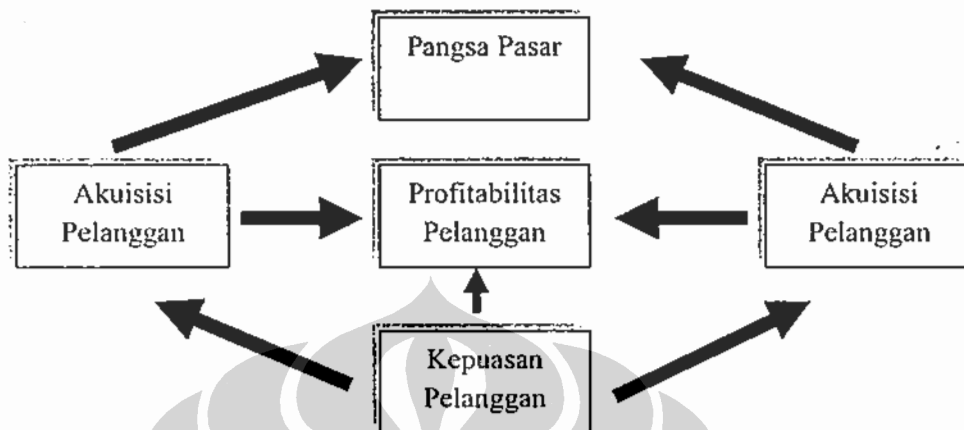 Pangsa Pasar
Akuisisi
Pelanggan
Profitabilitas
Pelanggan
Akuisisi
Pelanggan
Kepuasan
Pelanggan